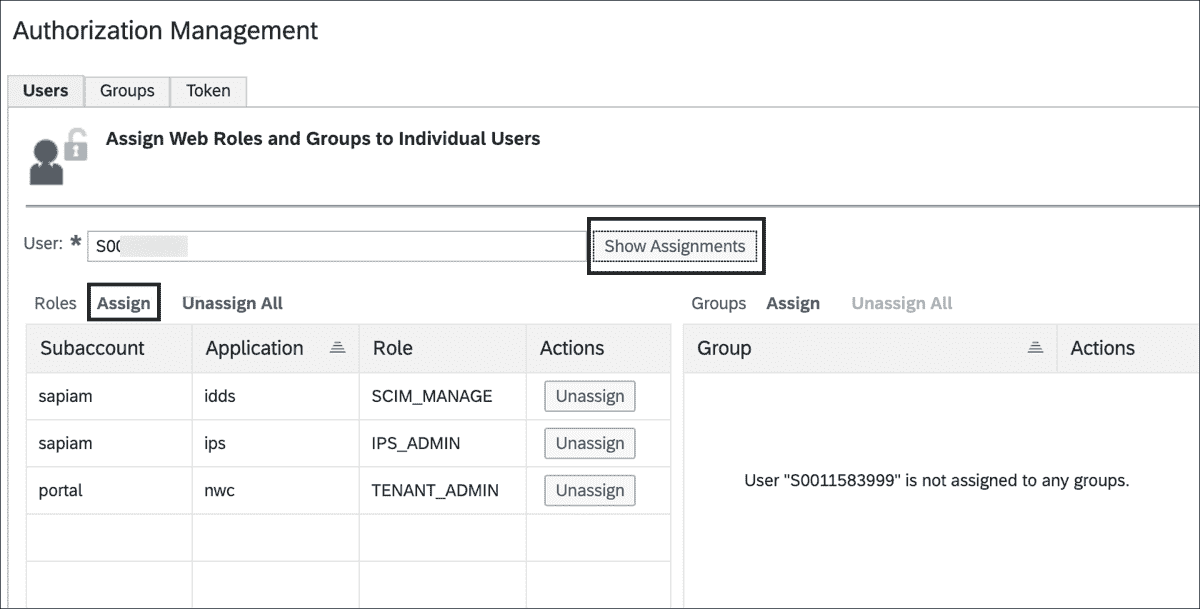 Authorization Management
Users Groups Token
Assign Web Roles and Groups to Individual Users
User: * S00 Show Assignments
Roles Assign Unassign All Groups Assign Unassign All
Subaccount Application Role Actions Group Actions
sapiam idds SCIM_MANAGE Unassign
sapiam ips IPS_ADMIN Unassign
portal nwc TENANT_ADMIN Unassign
User "S0011583999" is not assigned to any groups.